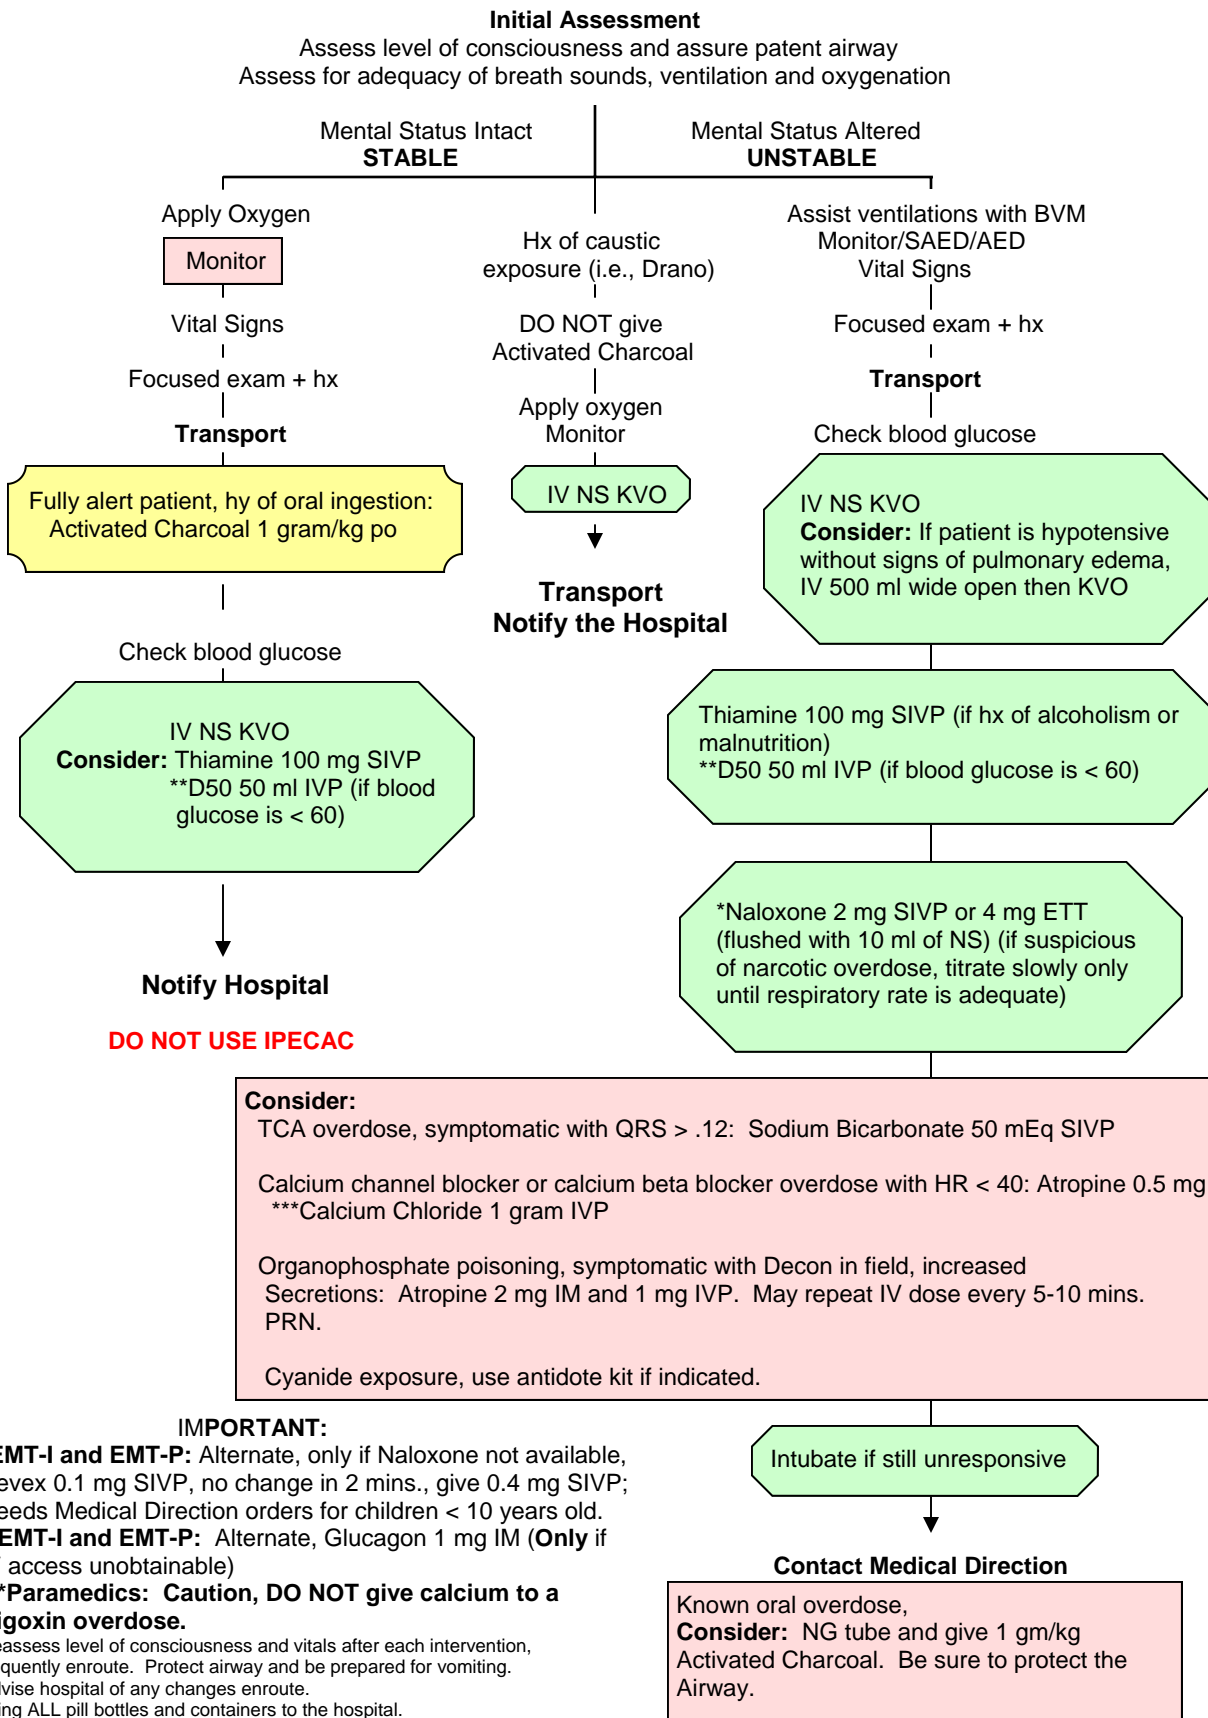 Initial Assessment
Assess level of consciousness and assure patent airway
Assess for adequacy of breath sounds, ventilation and oxygenation
Mental Status Intact
STABLE
Mental Status Altered
UNSTABLE
Apply Oxygen
Monitor
Vital Signs
Focused exam + hx
Transport
Fully alert patient, hy of oral ingestion:
Activated Charcoal 1 gram/kg po
Check blood glucose
IV NS KVO
Consider: Thiamine 100 mg SIVP
**D50 50 ml IVP (if blood
glucose is < 60)
Notify Hospital
DO NOT USE IPECAC
Hx of caustic
exposure (i.e., Drano)
DO NOT give
Activated Charcoal
Apply oxygen
Monitor
IV NS KVO
Transport
Notify the Hospital
Assist ventilations with BVM
Monitor/SAED/AED
Vital Signs
Focused exam + hx
Transport
Check blood glucose
IV NS KVO
Consider: If patient is hypotensive
without signs of pulmonary edema,
IV 500 ml wide open then KVO
Thiamine 100 mg SIVP (if hx of alcoholism or
malnutrition)
**D50 50 ml IVP (if blood glucose is < 60)
*Naloxone 2 mg SIVP or 4 mg ETT
(flushed with 10 ml of NS) (if suspicious
of narcotic overdose, titrate slowly only
until respiratory rate is adequate)
Consider:
TCA overdose, symptomatic with QRS > .12: Sodium Bicarbonate 50 mEq SIVP
Calcium channel blocker or calcium beta blocker overdose with HR < 40: Atropine 0.5 mg
***Calcium Chloride 1 gram IVP
Organophosphate poisoning, symptomatic with Decon in field, increased
Secretions: Atropine 2 mg IM and 1 mg IVP. May repeat IV dose every 5-10 mins.
PRN.
Cyanide exposure, use antidote kit if indicated.
IMPORTANT:
EMT-I and EMT-P: Alternate, only if Naloxone not available,
evex 0.1 mg SIVP, no change in 2 mins., give 0.4 mg SIVP;
eeds Medical Direction orders for children < 10 years old.
EMT-I and EMT-P: Alternate, Glucagon 1 mg IM (Only if
access unobtainable)
*Paramedics: Caution, DO NOT give calcium to a
igoxin overdose.
eassess level of consciousness and vitals after each intervention,
quently enroute. Protect airway and be prepared for vomiting.
vise hospital of any changes enroute.
ing ALL pill bottles and containers to the hospital.
Intubate if still unresponsive
Contact Medical Direction
Known oral overdose,
Consider: NG tube and give 1 gm/kg
Activated Charcoal. Be sure to protect the
Airway.